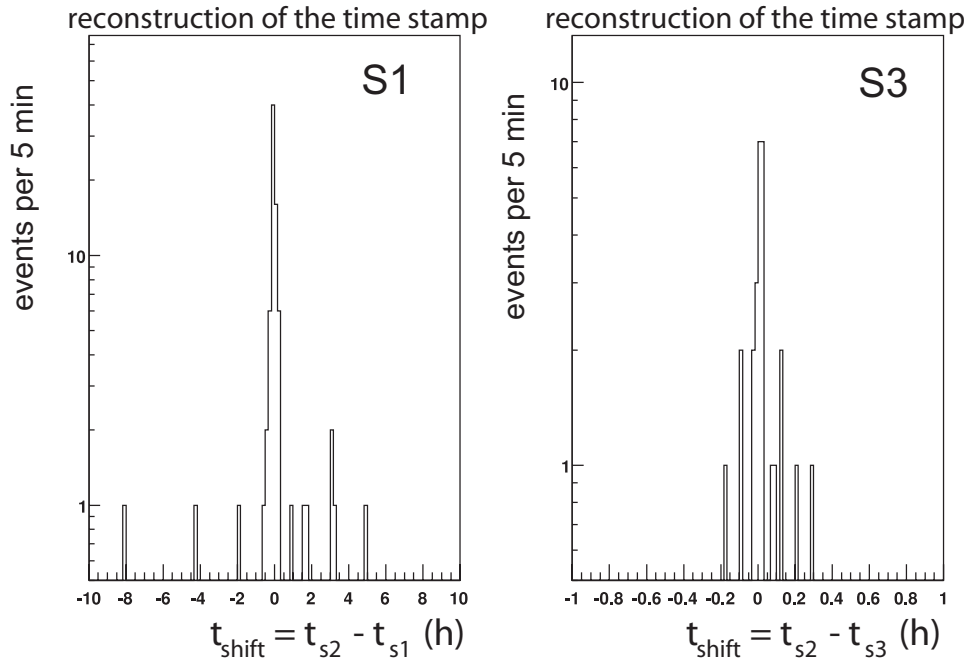 reconstruction of the time stamp
S1
events per 5 min
10
1
-10 -8 -6 -4 -2 0 2 4 6 8 10
t_shift = t_s2 - t_s1 (h)
reconstruction of the time stamp
S3
events per 5 min
10
1
-1 -0.8 -0.6 -0.4 -0.2 0 0.2 0.4 0.6 0.8 1
t_shift = t_s2 - t_s3 (h)